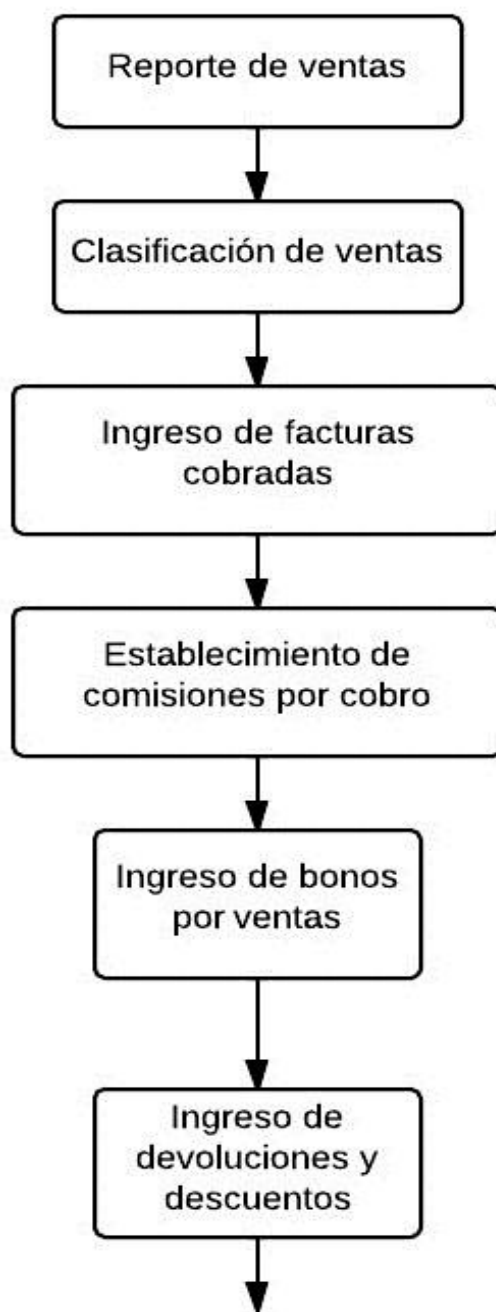 Reporte de ventas
Clasificación de ventas
Ingreso de facturas
cobradas
Establecimiento de
comisiones por cobro
Ingreso de bonos
por ventas
Ingreso de
devoluciones y
descuentos